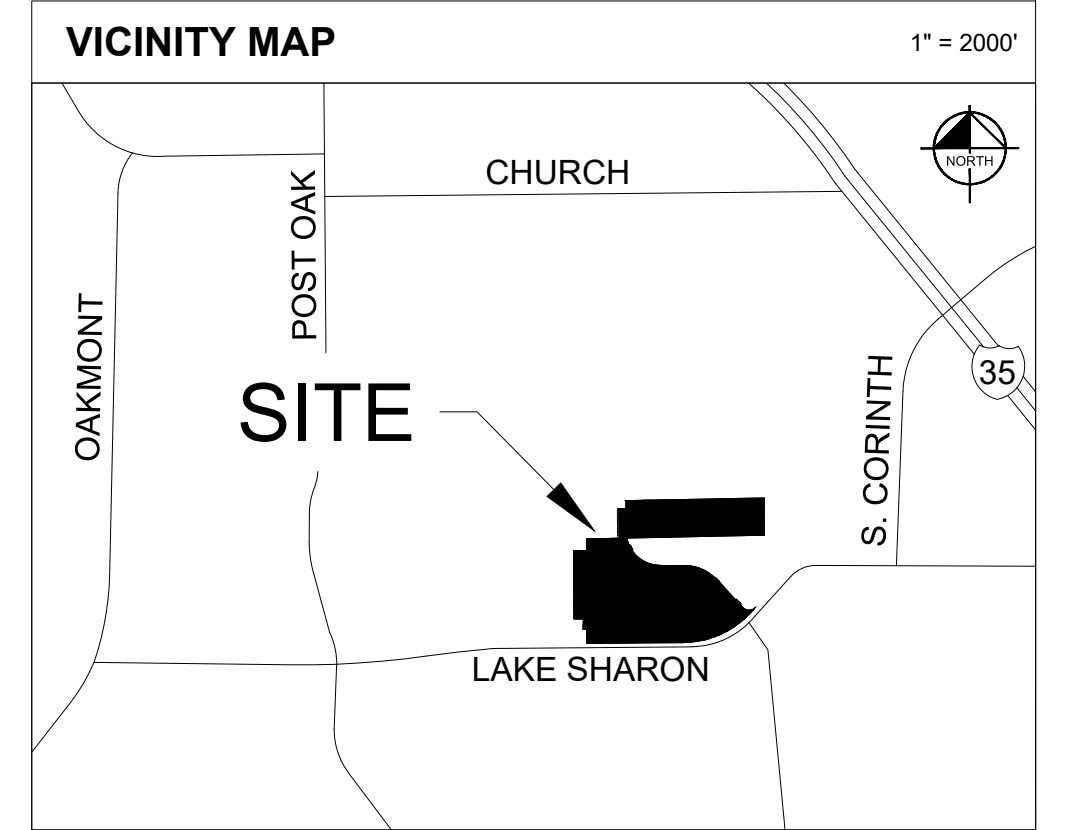 VICINITY MAP
1" = 2000'
NORTH
CHURCH
POST OAK
OAKMONT
SITE
35
S. CORINTH
LAKE SHARON